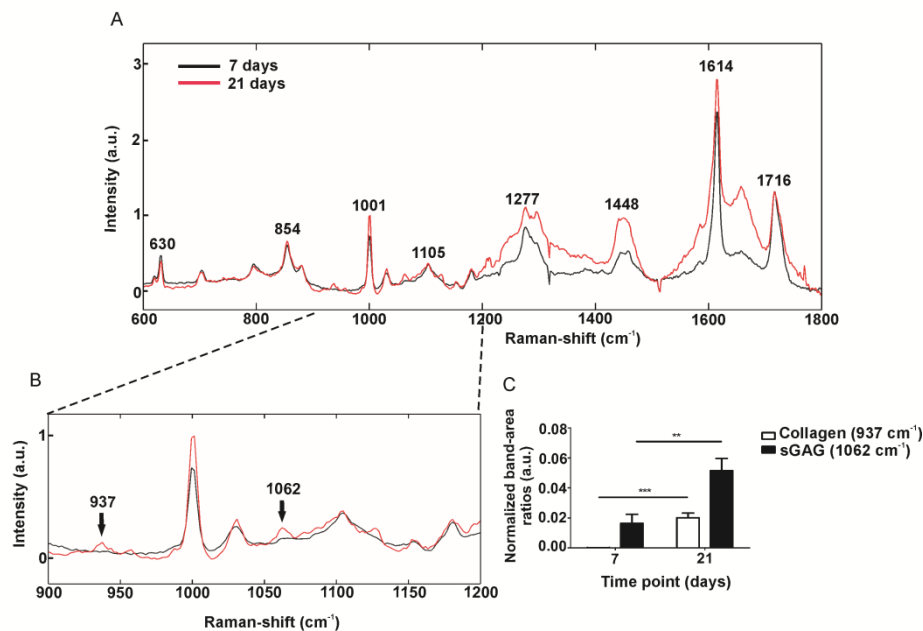 A
Intensity (a.u.)
3
2
1
0
7 days
21 days
630
854
1001
1105
1277
1448
1614
1716
600
800
1000
1200
1400
1600
1800
Raman-shift (cm⁻¹)
B
Intensity (a.u.)
1
0
937
1062
900
950
1000
1050
1100
1150
1200
Raman-shift (cm⁻¹)
C
Normalized band-area
ratios (a.u.)
0.08
0.06
0.04
0.02
0.00
**
***
7
21
Time point (days)
Collagen (937 cm⁻¹)
sGAG (1062 cm⁻¹)